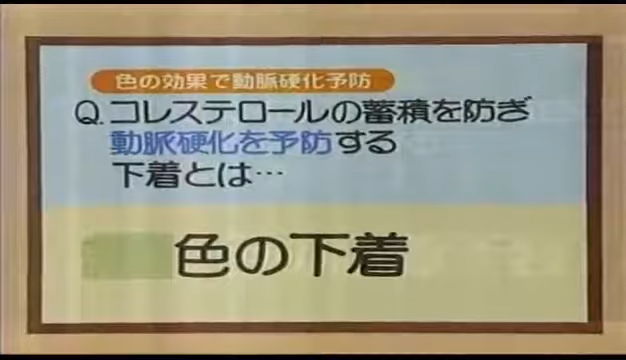 色の効果で動脈硬化予防
Q.コレステロールの蓄積を防ぎ
動脈硬化を予防する
下着とは…
色の下着